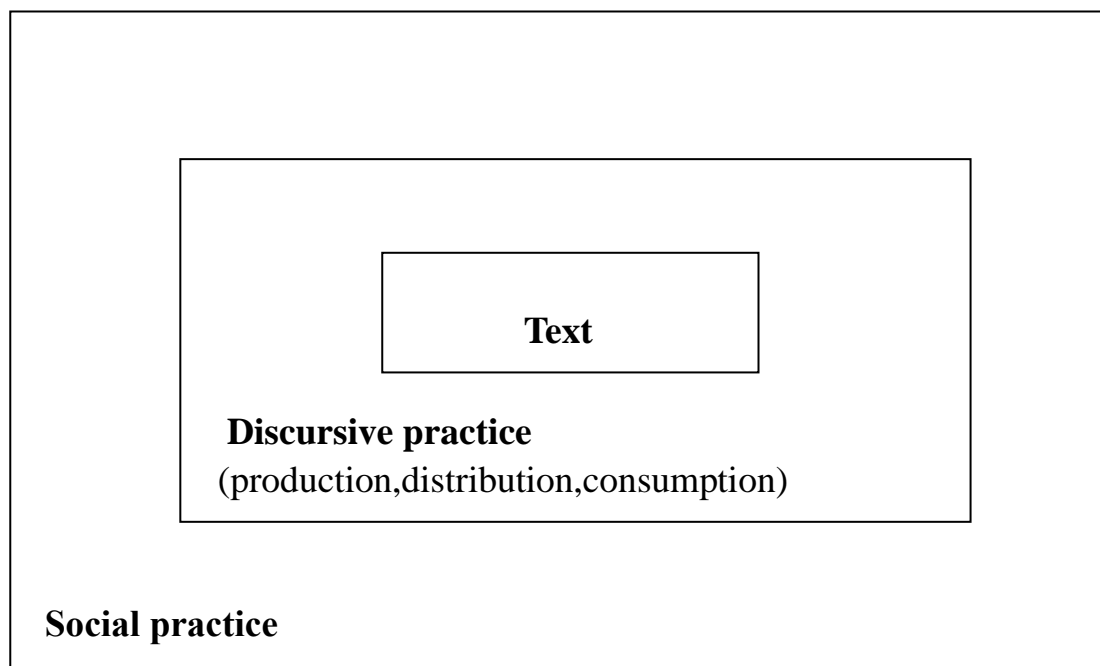 Text
Discursive practice
(production,distribution,consumption)
Social practice